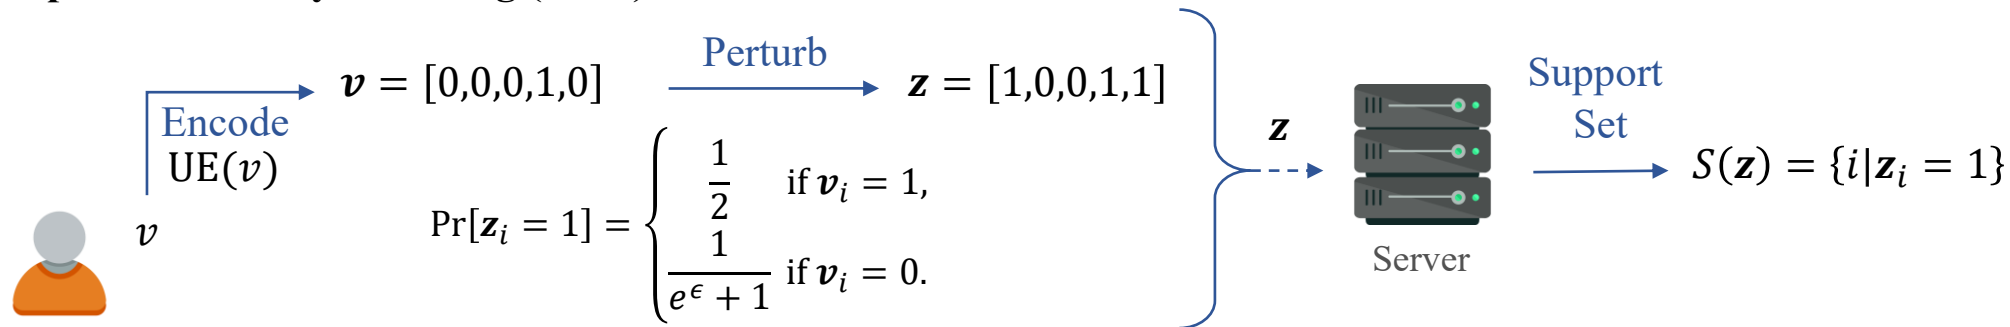 Encode
UE(v)
v
v = [0,0,0,1,0]
Perturb
z = [1,0,0,1,1]
Pr[z_i = 1] = { 1/2 if v_i = 1,
1/(e^ϵ + 1) if v_i = 0.
z
Server
Support
Set
S(z) = {i|z_i = 1}